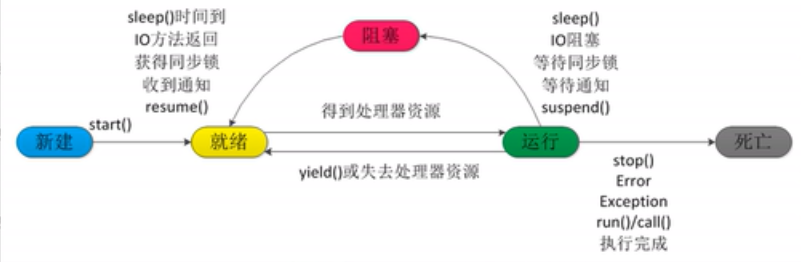 sleep()时间到
IO方法返回
获得同步锁
收到通知
resume()
阻塞
sleep()
IO阻塞
等待同步锁
等待通知
suspend()
新建
start()
就绪
得到处理器资源
yield()或失去处理器资源
运行
死亡
stop()
Error
Exception
run()/call()
执行完成